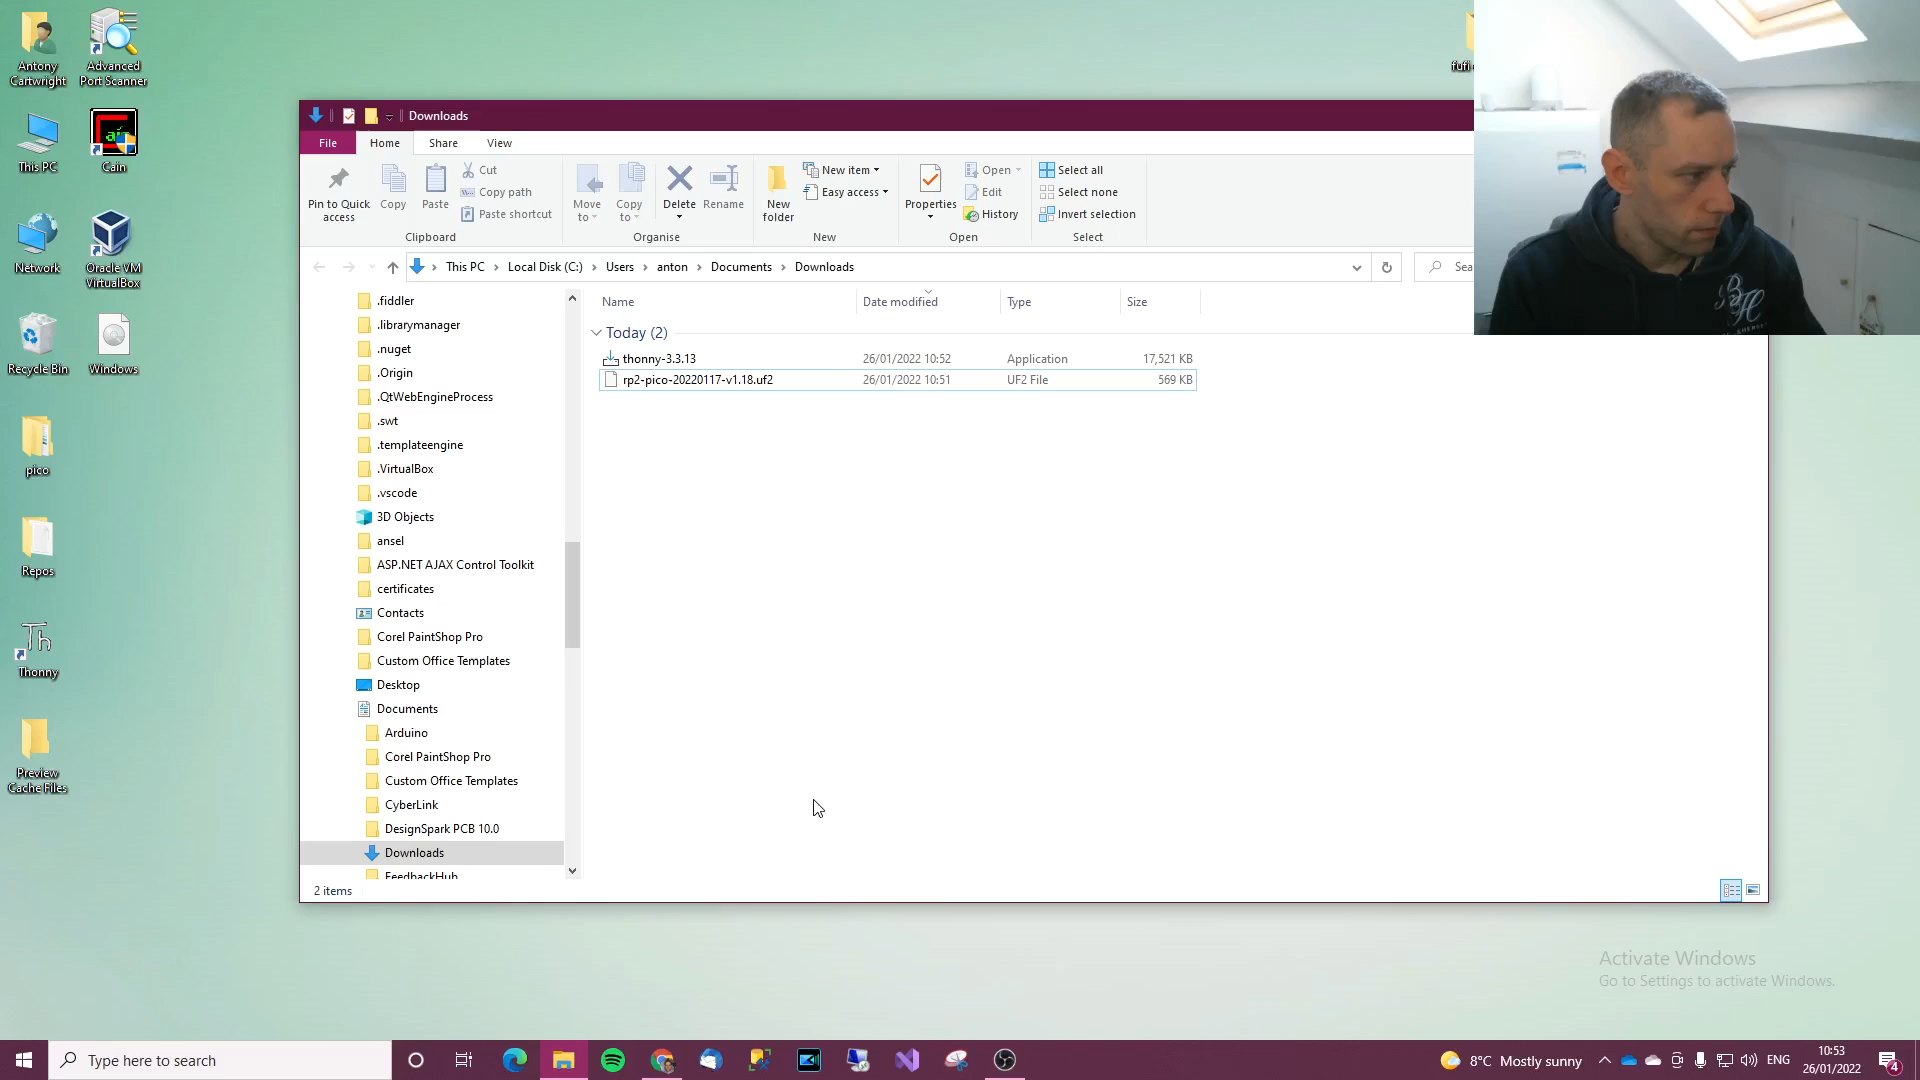 Antony
Cartwright
Advanced
Port Scanner
This PC
Cain
Network
Oracle VM
VirtualBox
Recycle Bin
Windows
pico
Repos
Th
Thonny
Preview
Cache Files
Downloads
File
Home
Share
View
Pin to Quick
access
Copy
Paste
Cut
Copy path
Paste shortcut
Clipboard
Move
to
Copy
to
Delete
Rename
Organise
New
folder
New item
Easy access
New
Properties
Open
Edit
History
Open
Select all
Select none
Invert selection
Select
This PC
Local Disk (C:)
Users
anton
Documents
Downloads
Sea
.fiddler
.librarymanager
.nuget
.Origin
.QtWebEngineProcess
.swt
.templateengine
.VirtualBox
.vscode
3D Objects
ansel
ASP.NET AJAX Control Toolkit
certificates
Contacts
Corel PaintShop Pro
Custom Office Templates
Desktop
Documents
Arduino
Corel PaintShop Pro
Custom Office Templates
CyberLink
DesignSpark PCB 10.0
Downloads
FeedbackHub
Name Date modified Type Size
Today (2)
thonny-3.3.13 26/01/2022 10:52 Application 17,521 KB
rp2-pico-20220117-v1.18.uf2 26/01/2022 10:51 UF2 File 569 KB
2 items
Activate Windows
Go to Settings to activate Windows.
Type here to search
8°C Mostly sunny
ENG
10:53
26/01/2022
4